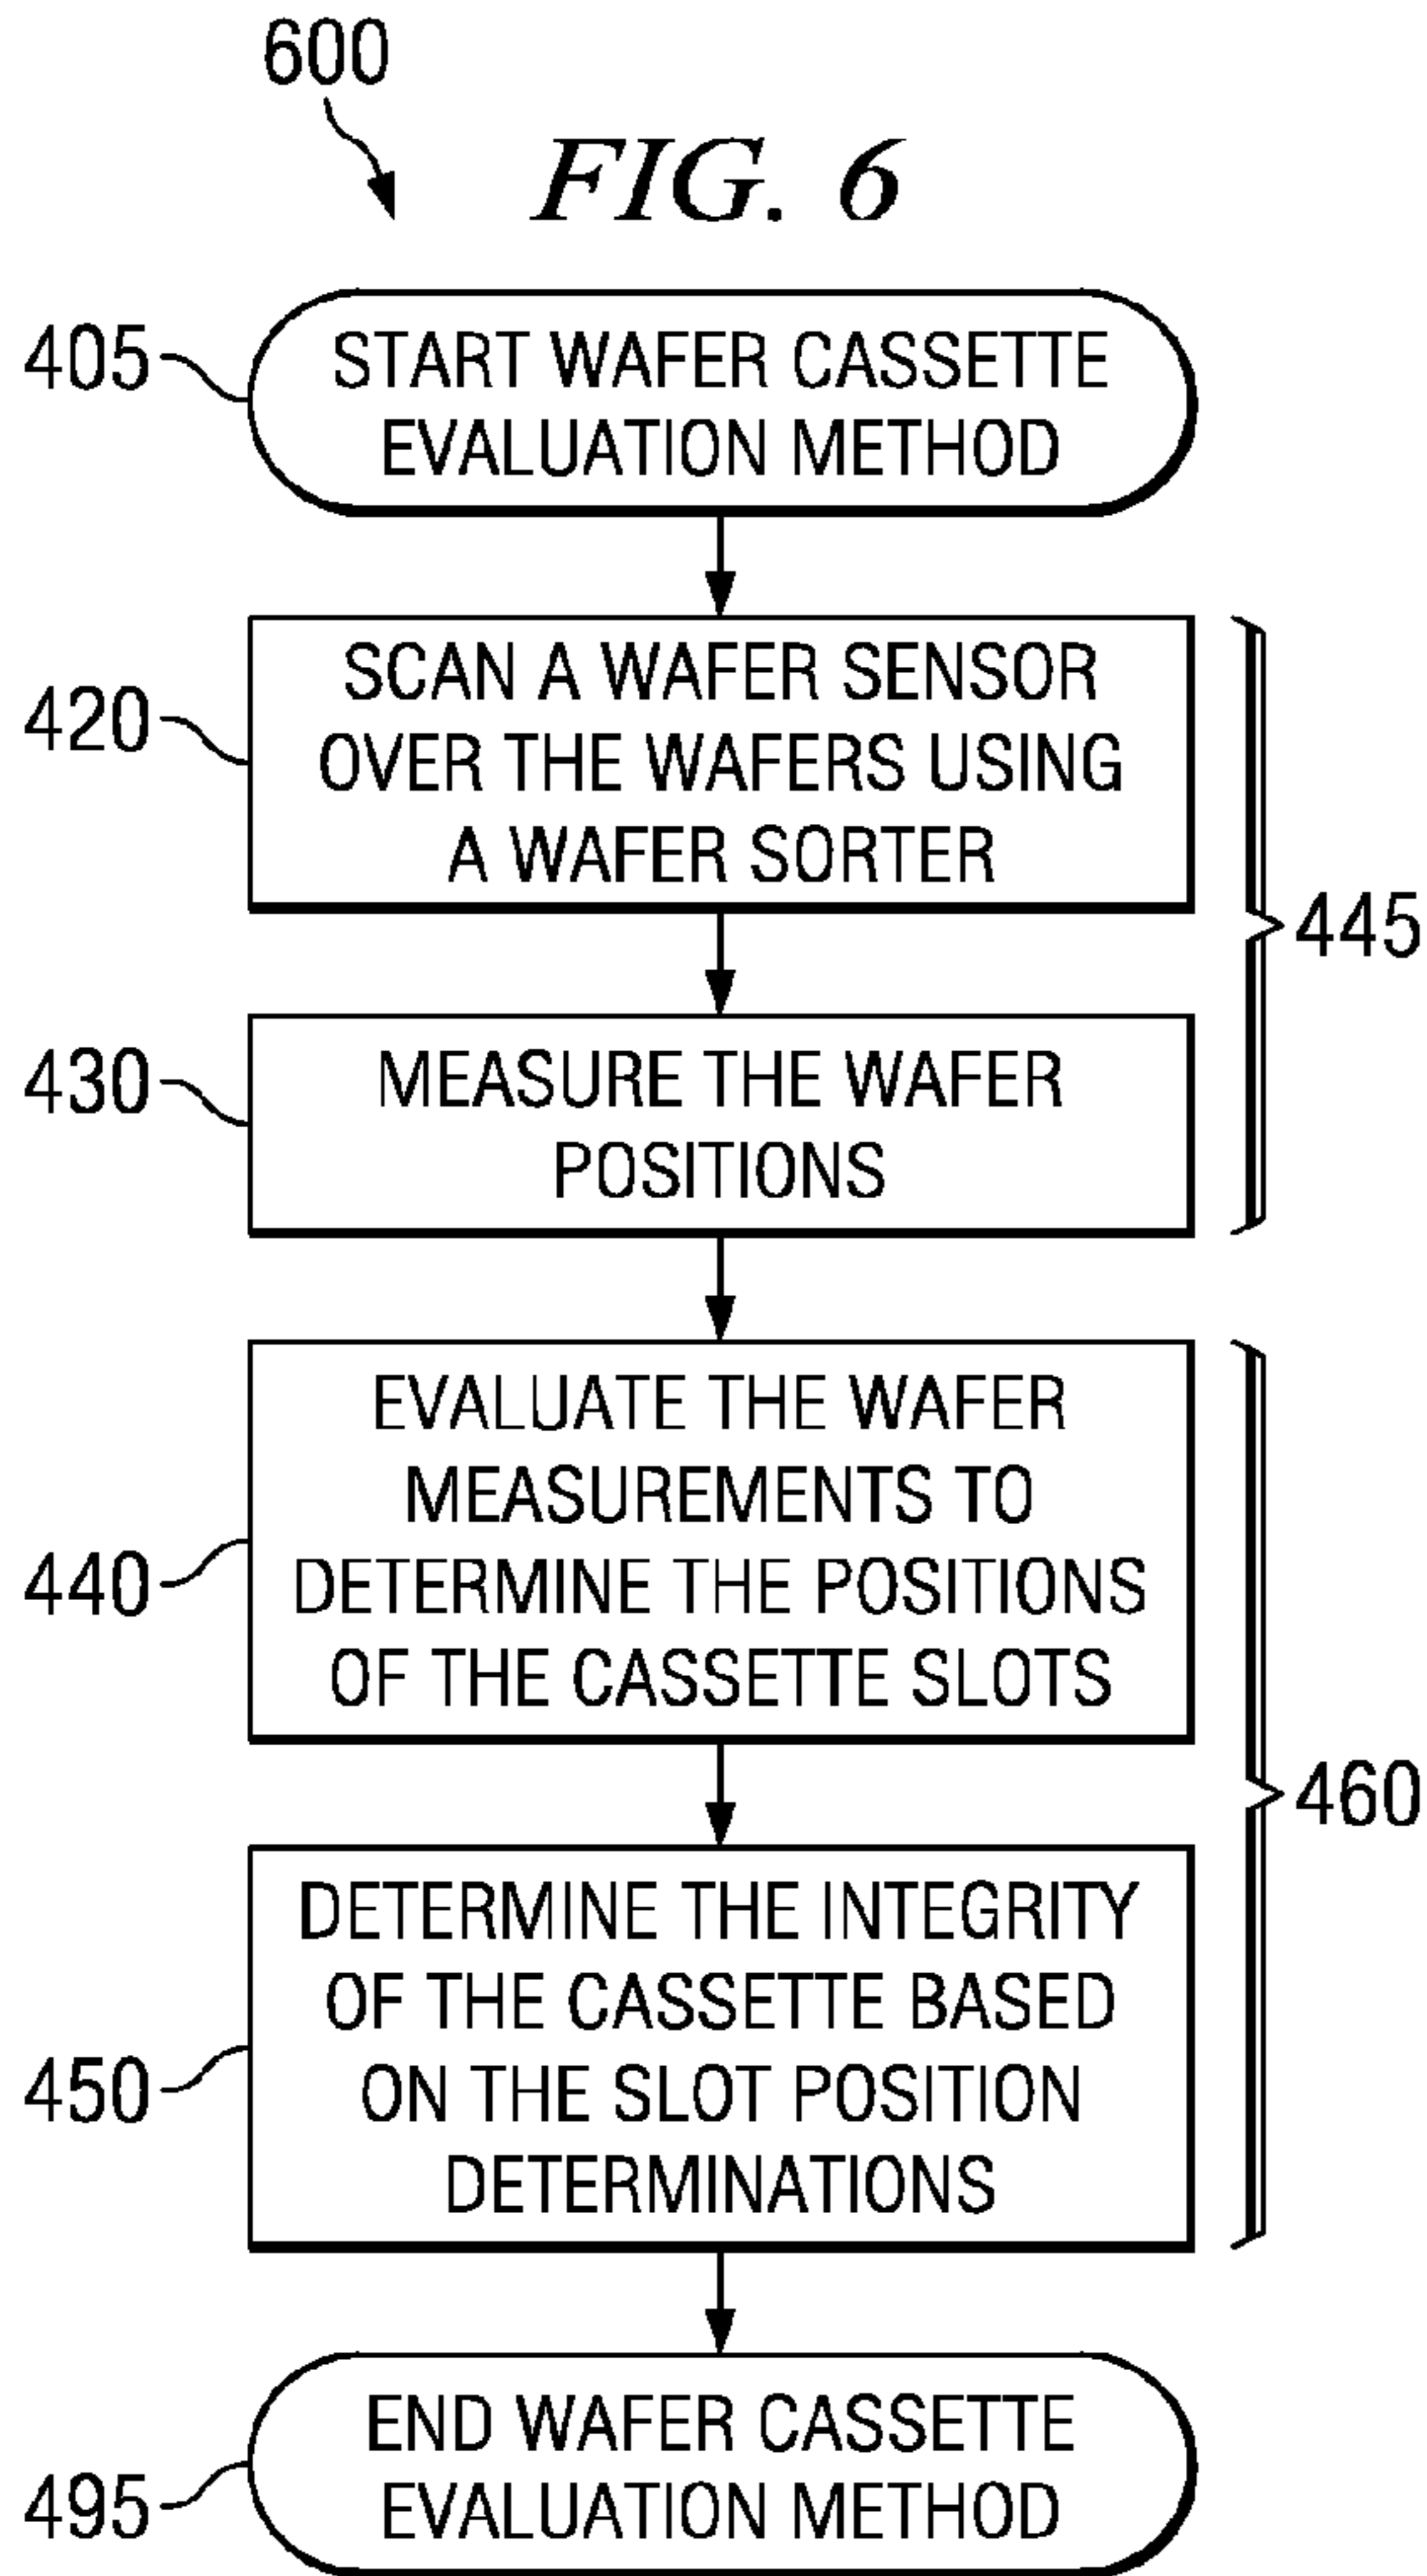 600
FIG. 6
405
START WAFER CASSETTE
EVALUATION METHOD
420
SCAN A WAFER SENSOR
OVER THE WAFERS USING
A WAFER SORTER
445
430
MEASURE THE WAFER
POSITIONS
440
EVALUATE THE WAFER
MEASUREMENTS TO
DETERMINE THE POSITIONS
OF THE CASSETTE SLOTS
460
450
DETERMINE THE INTEGRITY
OF THE CASSETTE BASED
ON THE SLOT POSITION
DETERMINATIONS
495
END WAFER CASSETTE
EVALUATION METHOD